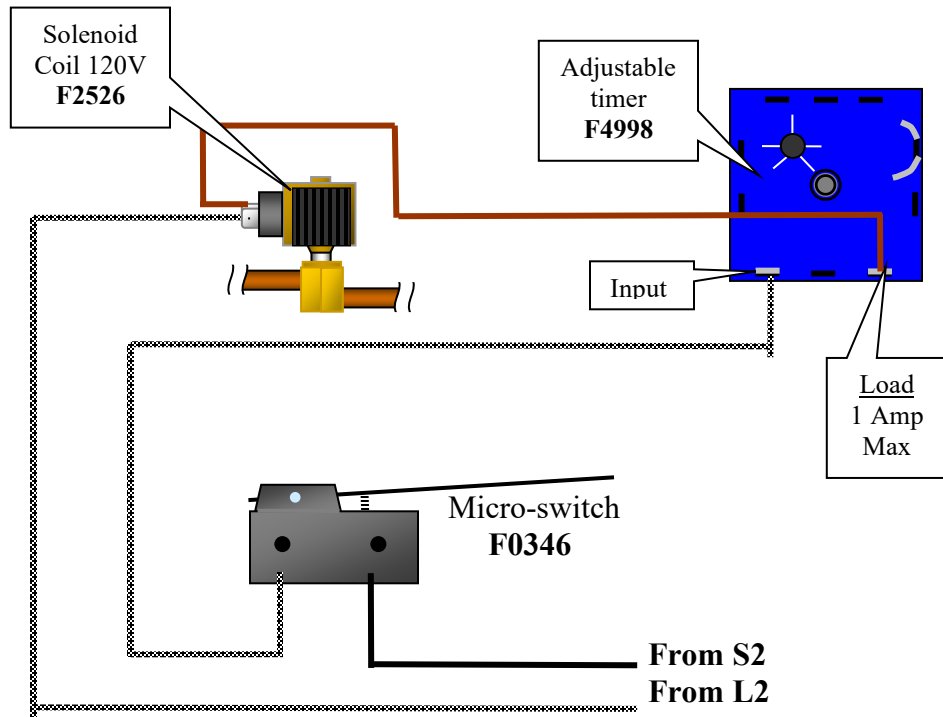 Solenoid
Coil 120V
F2526
Adjustable
timer
F4998
Input
Load
1 Amp
Max
Micro-switch
F0346
From S2
From L2